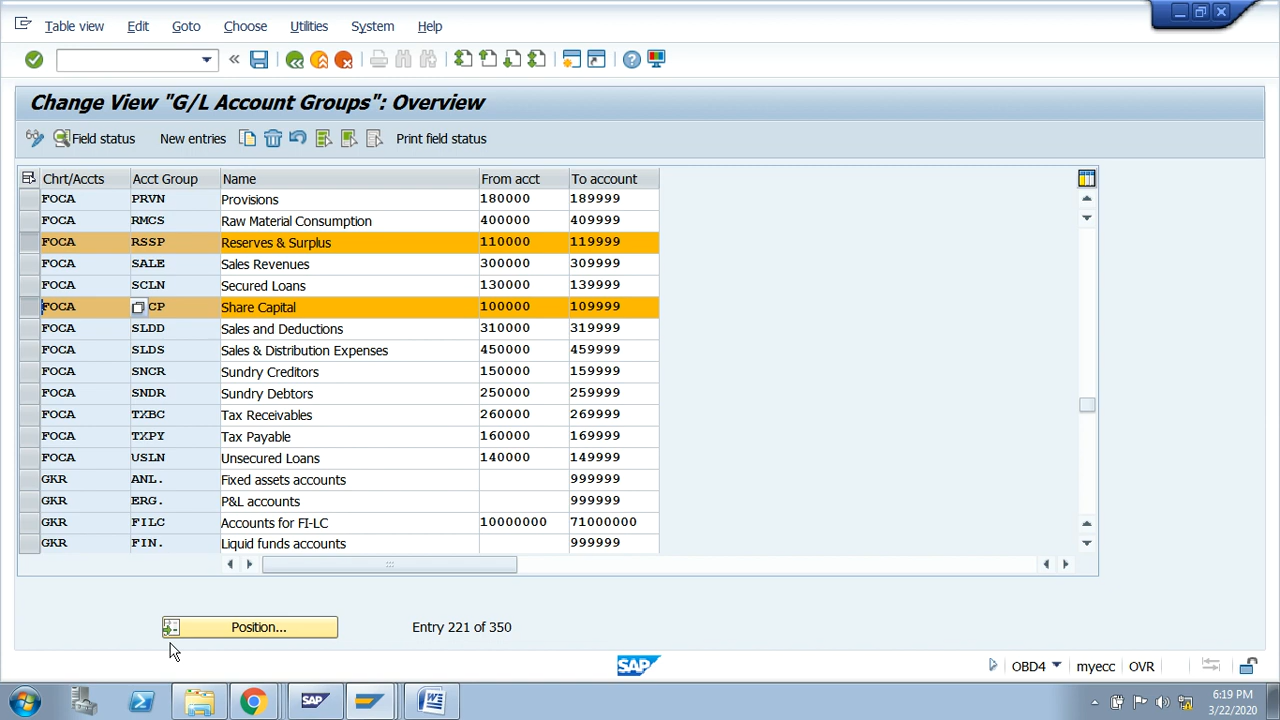 Table view Edit Goto Choose Utilities System Help
Change View "G/L Account Groups": Overview
Field status New entries Print field status
Chrt/Accts Acct Group Name From acct To account
FOCA PRVN Provisions 180000 189999
FOCA RMCS Raw Material Consumption 400000 409999
FOCA RSSP Reserves & Surplus 110000 119999
FOCA SALE Sales Revenues 300000 309999
FOCA SCLN Secured Loans 130000 139999
FOCA CP Share Capital 100000 109999
FOCA SLDD Sales and Deductions 310000 319999
FOCA SLDS Sales & Distribution Expenses 450000 459999
FOCA SNCR Sundry Creditors 150000 159999
FOCA SNDR Sundry Debtors 250000 259999
FOCA TXBC Tax Receivables 260000 269999
FOCA TXPY Tax Payable 160000 169999
FOCA USLN Unsecured Loans 140000 149999
GKR ANL. Fixed assets accounts 999999
GKR ERG. P&L accounts 999999
GKR FILC Accounts for FI-LC 10000000 71000000
GKR FIN. Liquid funds accounts 999999
Position... Entry 221 of 350
SAP OBD4 myecc OVR
SAP 6:19 PM
3/22/2020